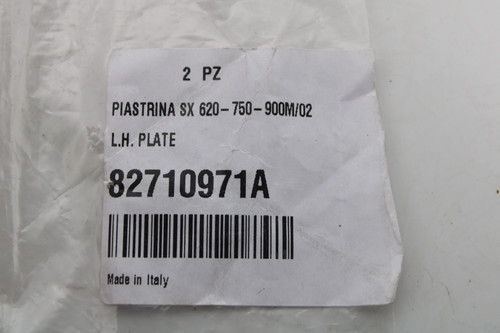 2 PZ
PIASTRINA SX 620-750-900M/02
L.H. PLATE
82710971A
Made in Italy